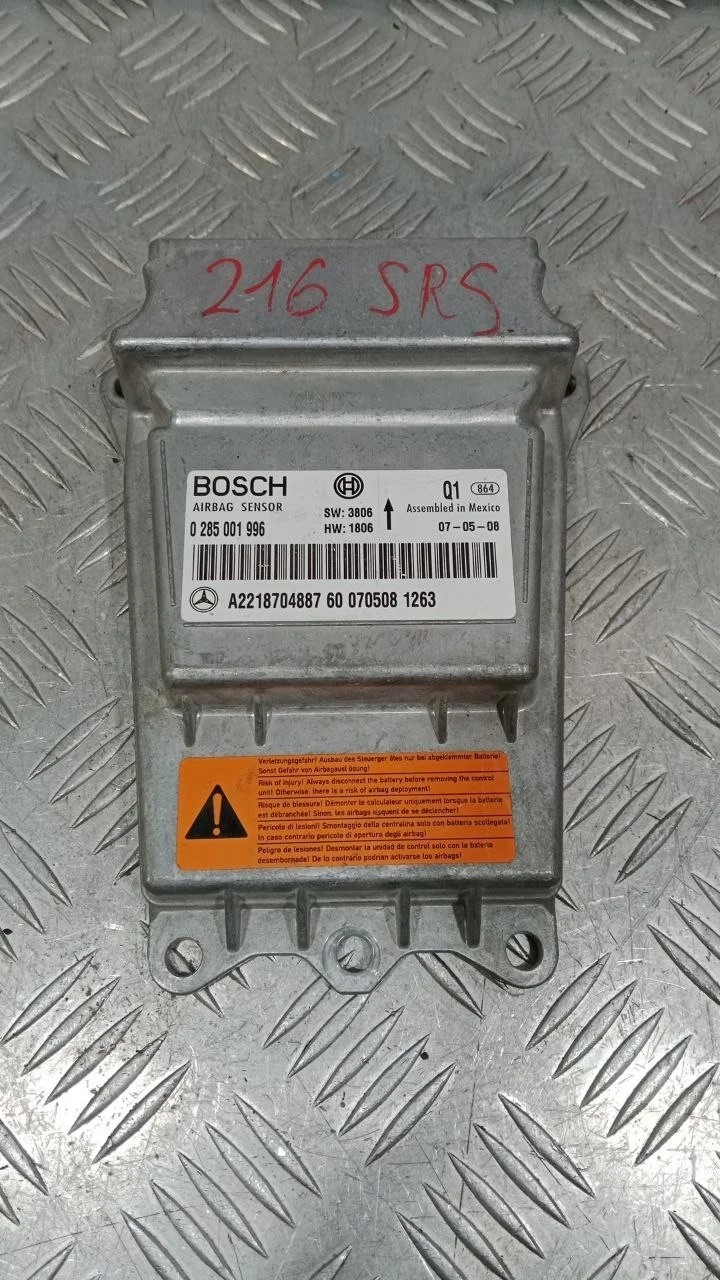 216 SRS
BOSCH
AIRBAG SENSOR
0 285 001 996
SW: 3806
HW: 1806
Q1 864
Assembled in Mexico
07-05-08
A2218704887 60 070508 1263
Verletzungsgefahr! Ausbau des Steuerger ätes nur bei abgeklemmter Batterie!
Sonst Gefahr von Airbagausl ösung!
Risk of injury! Always disconnect the battery before removing the control
unit! Otherwise, there is a risk of airbag deployment!
Risque de blessure! Démonter le calculateur uniquement lorsque la batterie
est débranchée! Sinon, les airbags risquent de se déclencher!
Pericolo di lesioni! Smontaggio della centralina solo con batteria scollegata!
In caso contrario pericolo di apertura degli airbag!
Peligro de lesiones! Desmontar la unidad de control solo con la bateria
desembornada! De lo contrario podrían activarse los airbags!